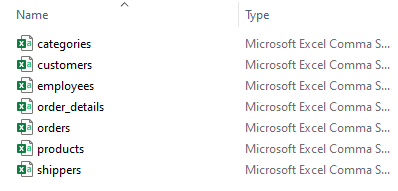 Name Type
categories Microsoft Excel Comma S...
customers Microsoft Excel Comma S...
employees Microsoft Excel Comma S...
order_details Microsoft Excel Comma S...
orders Microsoft Excel Comma S...
products Microsoft Excel Comma S...
shippers Microsoft Excel Comma S...